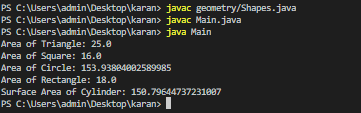 PS C:\Users\admin\Desktop\karan> javac geometry/Shapes.java
PS C:\Users\admin\Desktop\karan> javac Main.java
PS C:\Users\admin\Desktop\karan> java Main
Area of Triangle: 25.0
Area of Square: 16.0
Area of Circle: 153.93804002589985
Area of Rectangle: 18.0
Surface Area of Cylinder: 150.79644737231007
PS C:\Users\admin\Desktop\karan>